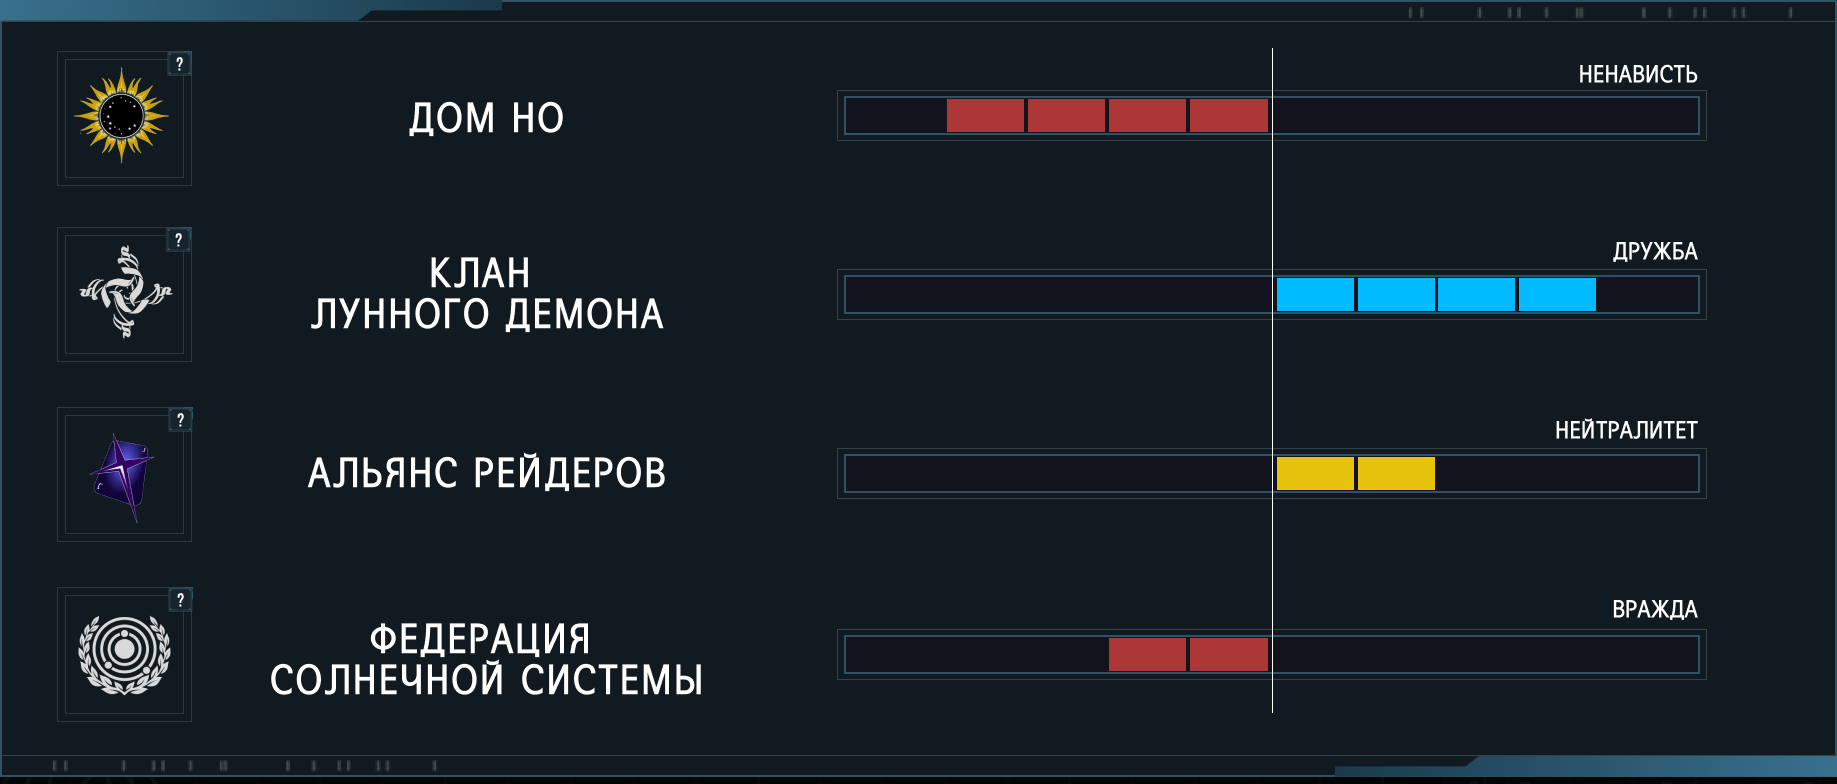 ?
ДОМ НО
НЕНАВИСТЬ
?
КЛАН
ЛУННОГО ДЕМОНА
ДРУЖБА
?
АЛЬЯНС РЕЙДЕРОВ
НЕЙТРАЛИТЕТ
?
ФЕДЕРАЦИЯ
СОЛНЕЧНОЙ СИСТЕМЫ
ВРАЖДА